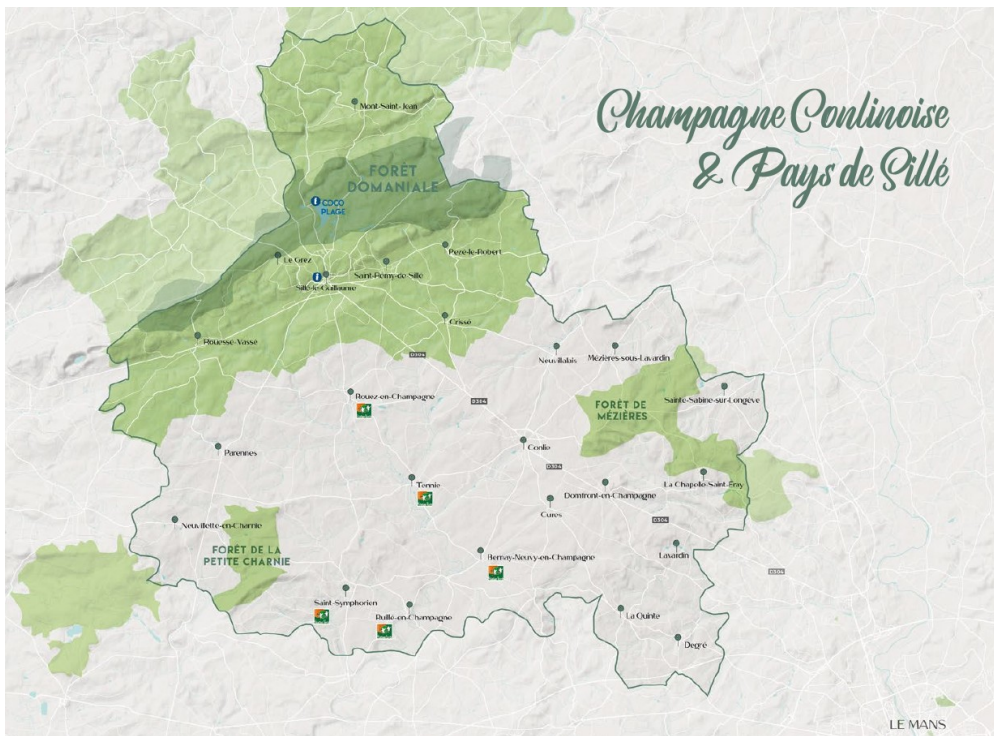 Champagne Conlinoise
& Pays de Sillé
Mont-Saint-Jean
FORÊT
DOMANIALE
COCO
PLAGE
Le Grez
Pezé-le-Robert
Saint-Rémy-de-Sillé
Sillé-le-Guillaume
Crissé
Rouessé-Vassé
D304
Neuvillalais
Mézières-sous-Lavardin
Rouez-en-Champagne
D304
FORÊT DE
MÉZIÈRES
Sainte-Sabine-sur-Longève
Parennes
Conlie
D304
Tennie
La Chapelle-Saint-Fray
Domfront-en-Champagne
Cures
Neuvillette-en-Charnie
D304
FORÊT DE LA
PETITE CHARNIE
Bernay-Neuvy-en-Champagne
Lavardin
D304
Saint-Symphorien
Ruillé-en-Champagne
La Quinte
Degré
LE MANS